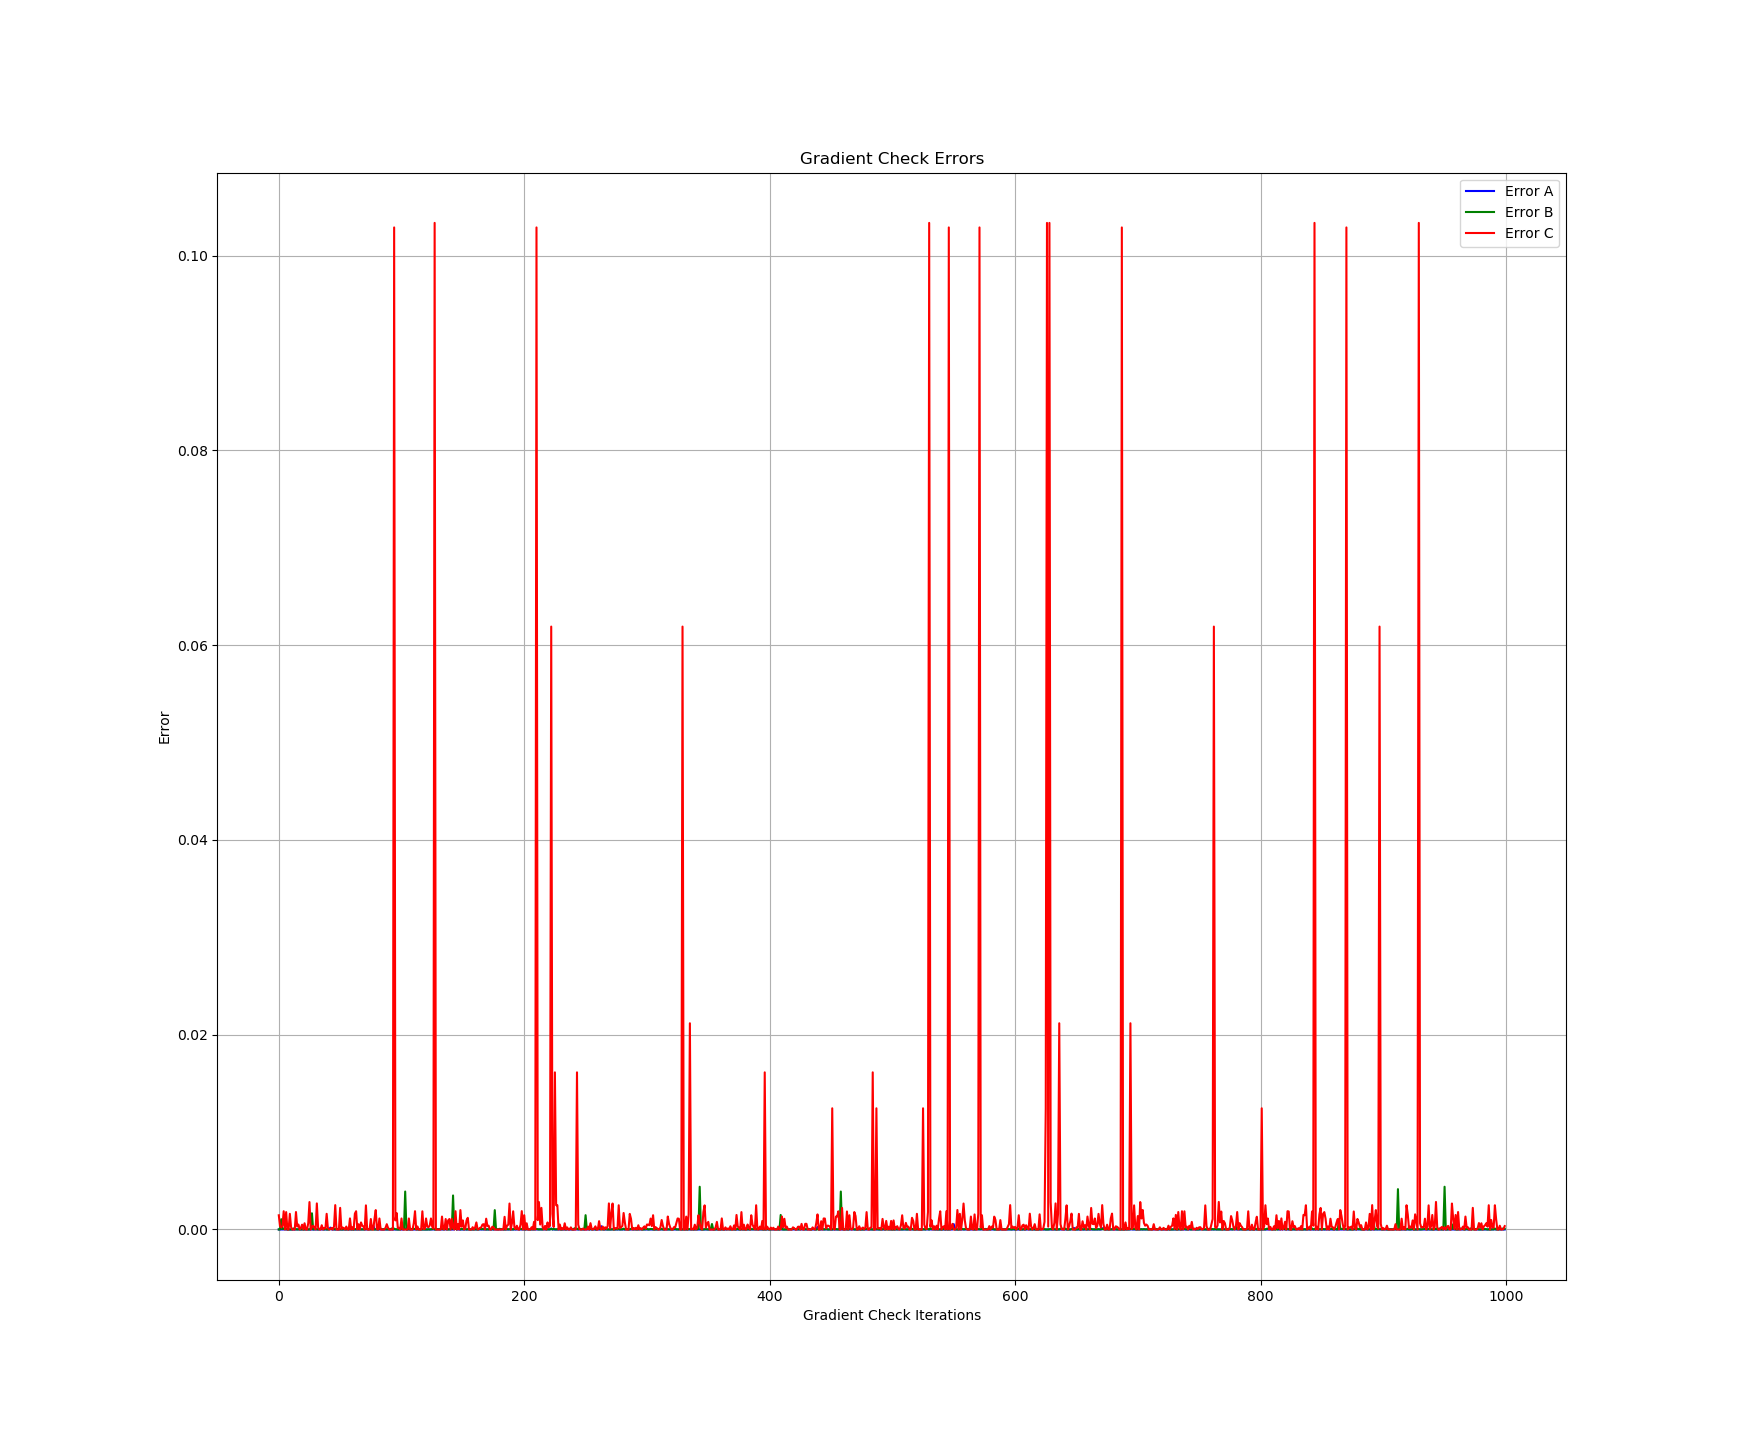 Gradient Check Errors
Error A
Error B
Error C
0.10
0.08
0.06
0.04
0.02
0.00
Error
0 200 400 600 800 1000
Gradient Check Iterations